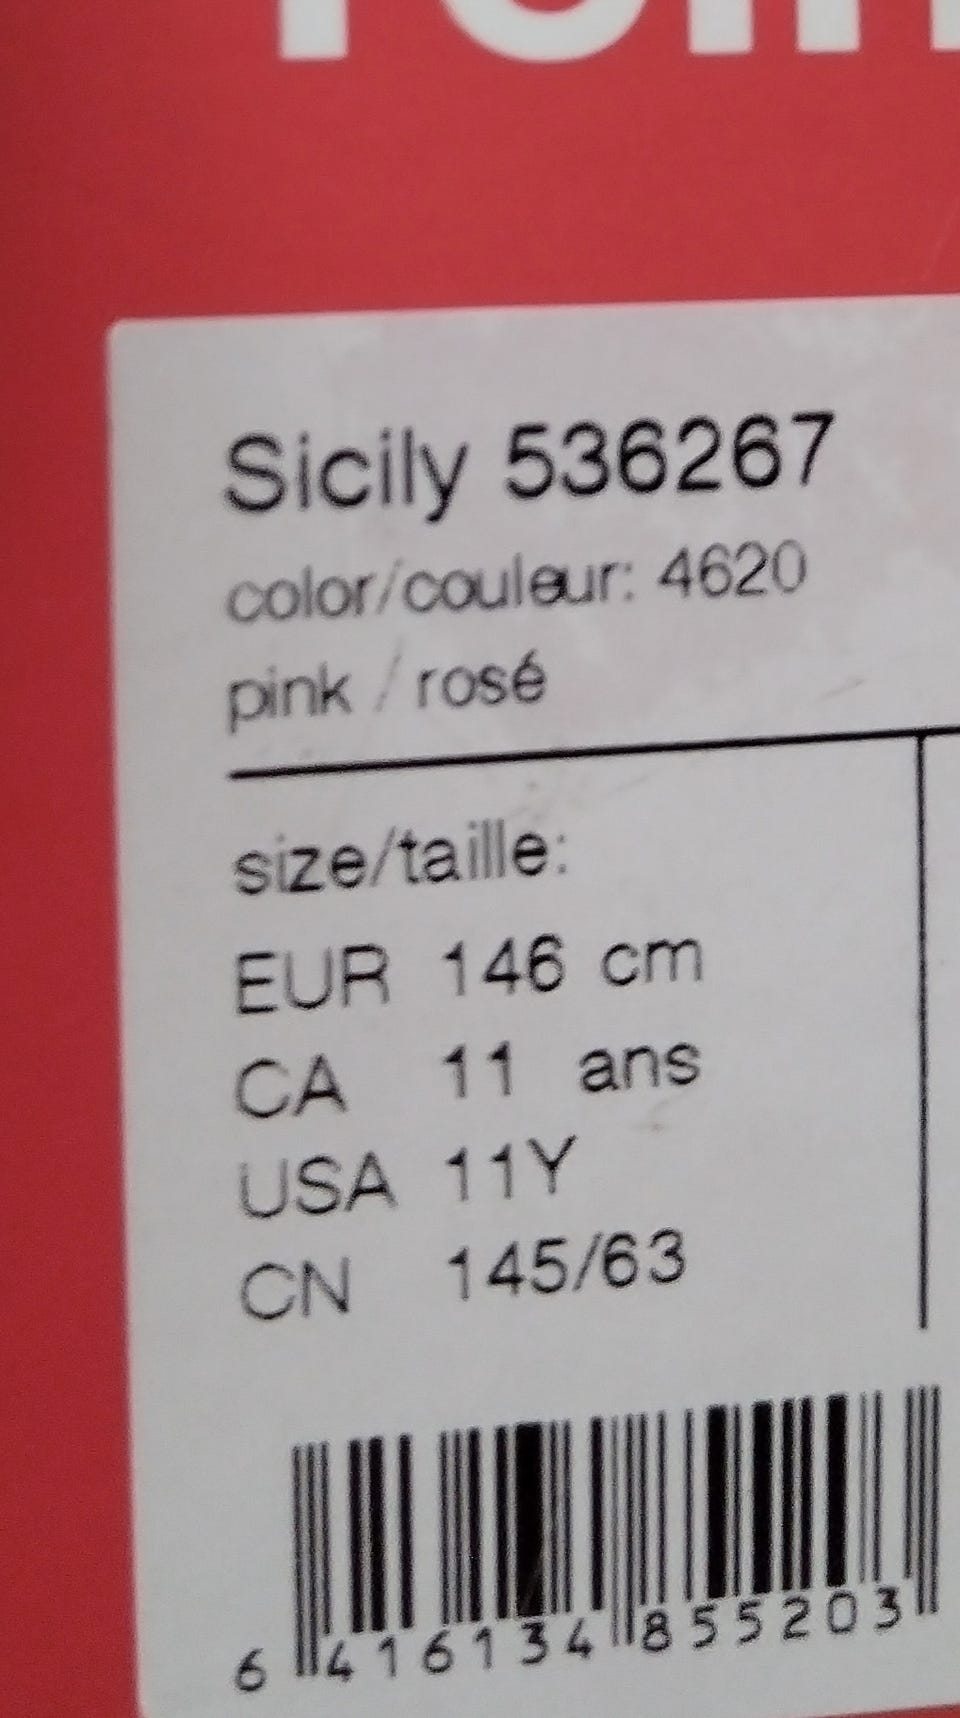 Sicily 536267
color/couleur: 4620
pink / rosé
size/taille:
EUR 146 cm
CA 11 ans
USA 11Y
CN 145/63
6 416134 855203